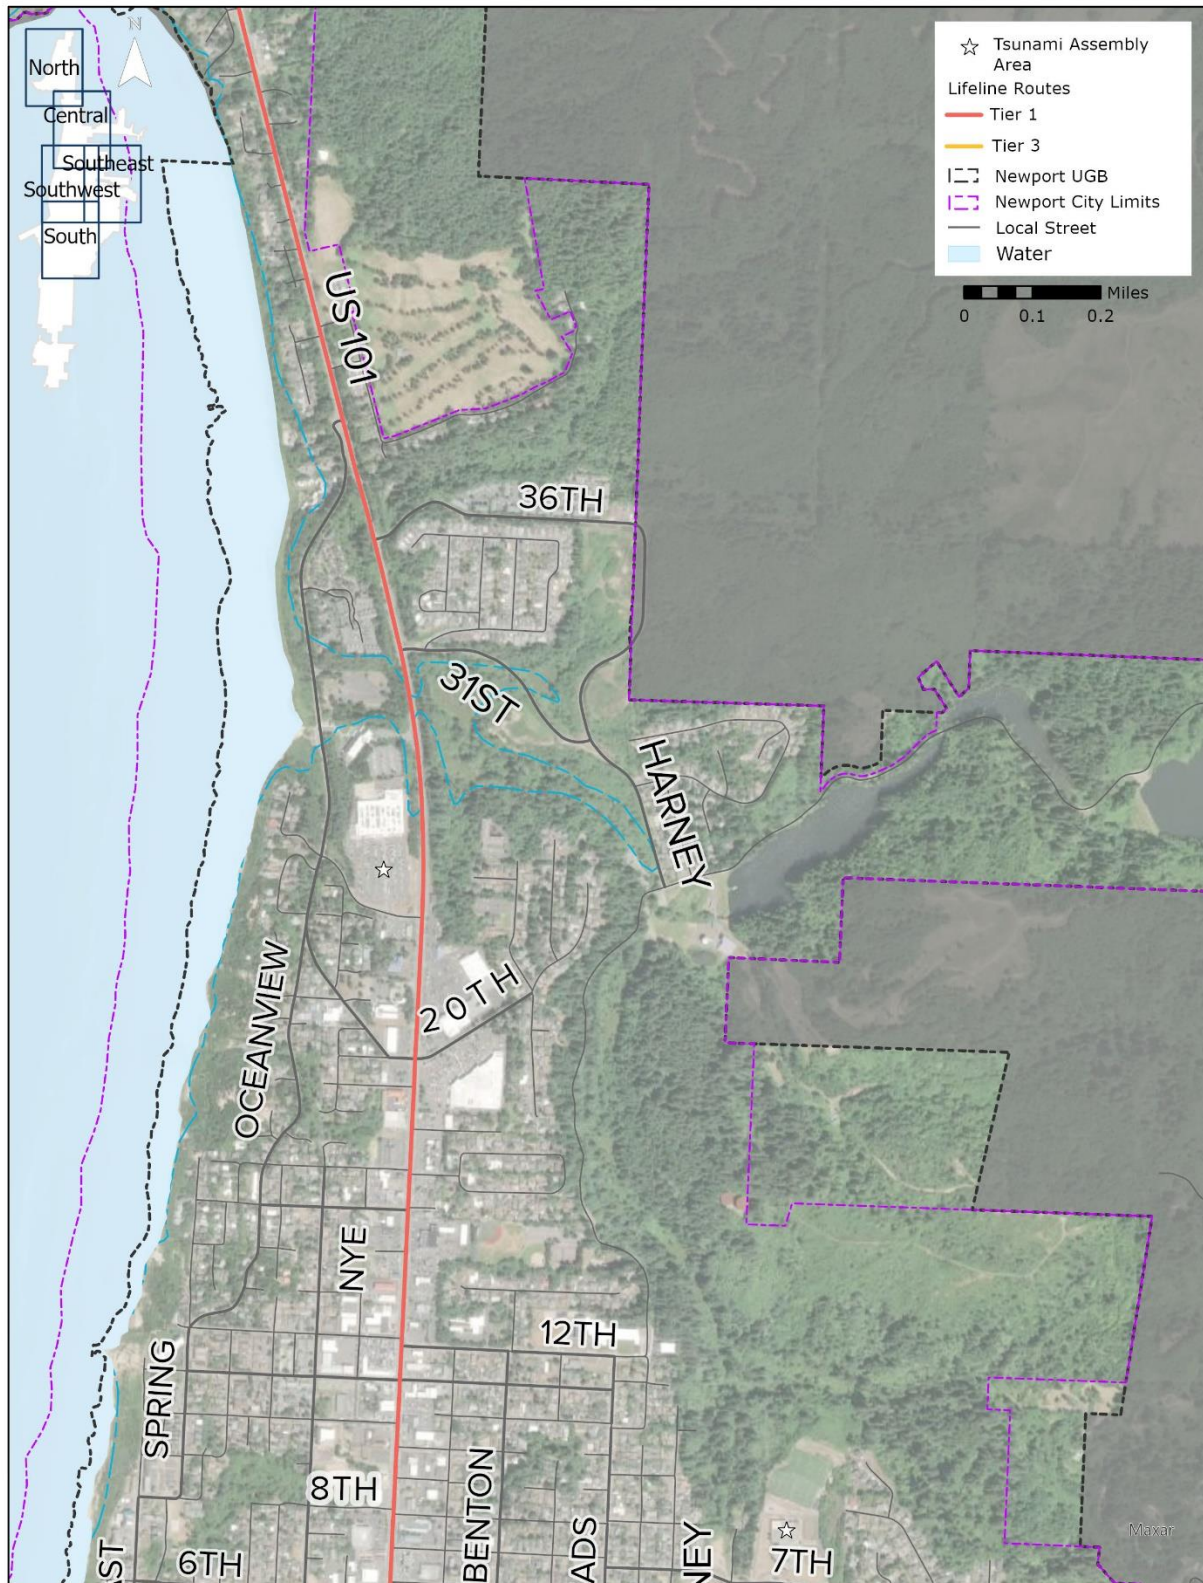 N
North
Central
Southeast
Southwest
South
Tsunami Assembly
Area
Lifeline Routes
Tier 1
Tier 3
Newport UGB
Newport City Limits
Local Street
Water
Miles
0 0.1 0.2
US 101
36TH
31ST
HARNEY
20TH
OCEANVIEW
NYE
12TH
SPRING
8TH
BENTON
ADS
NEY
7TH
6TH
AST
Maxar